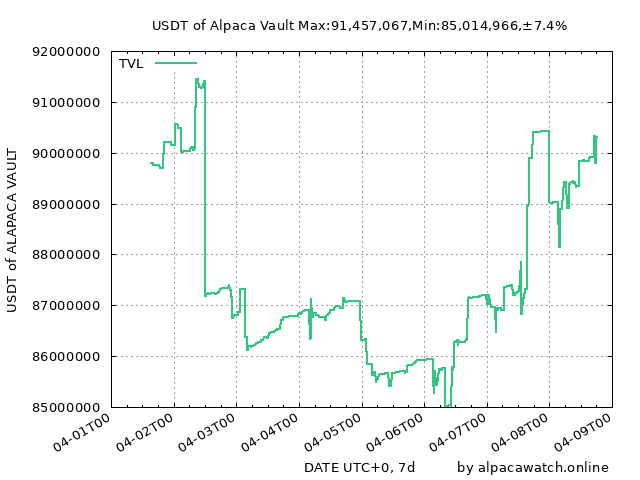 USDT of Alpaca Vault Max:91,457,067,Min:85,014,966,±7.4%
92000000
TVL
91000000
90000000
89000000
88000000
87000000
86000000
85000000
USDT of ALAPACA VAULT
04-01T00
04-02T00
04-03T00
04-04T00
04-05T00
04-06T00
04-07T00
04-08T00
04-09T00
DATE UTC+0, 7d
by alpacawatch.online